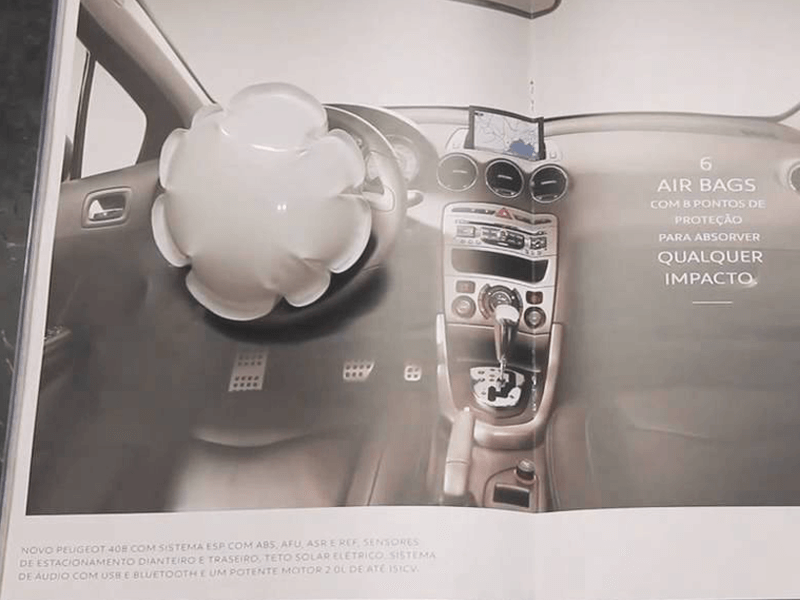 6
AIR BAGS
COM 8 PONTOS DE
PROTEÇÃO
PARA ABSORVER
QUALQUER
IMPACTO.
NOVO PEUGEOT 408 COM SISTEMA ESP COM ABS, AFU, ASR E REF, SENSORES
DE ESTACIONAMENTO DIANTEIRO E TRASEIRO, TETO SOLAR ELÉTRICO, SISTEMA
DE ÁUDIO COM USB E BLUETOOTH E UM POTENTE MOTOR 2.0L DE ATÉ 151CV.